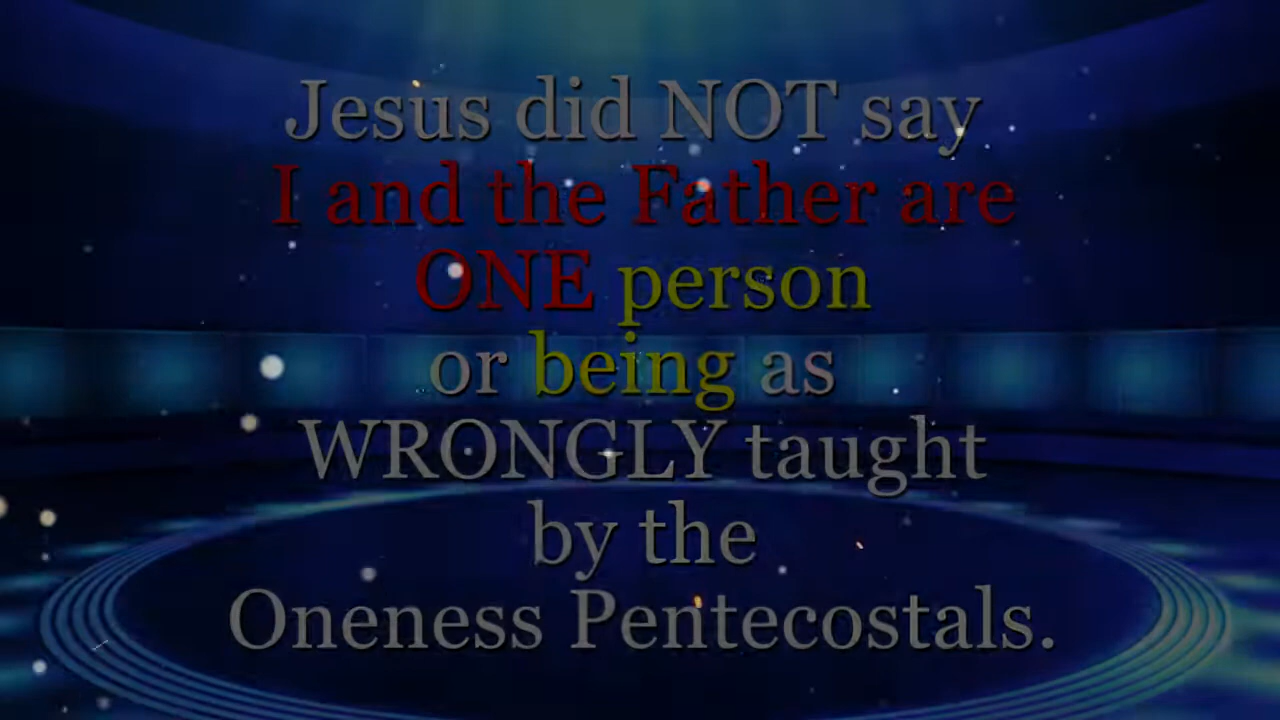 Jesus did NOT say
I and the Father are
ONE person
or being as
WRONGLY taught
by the
Oneness Pentecostals.